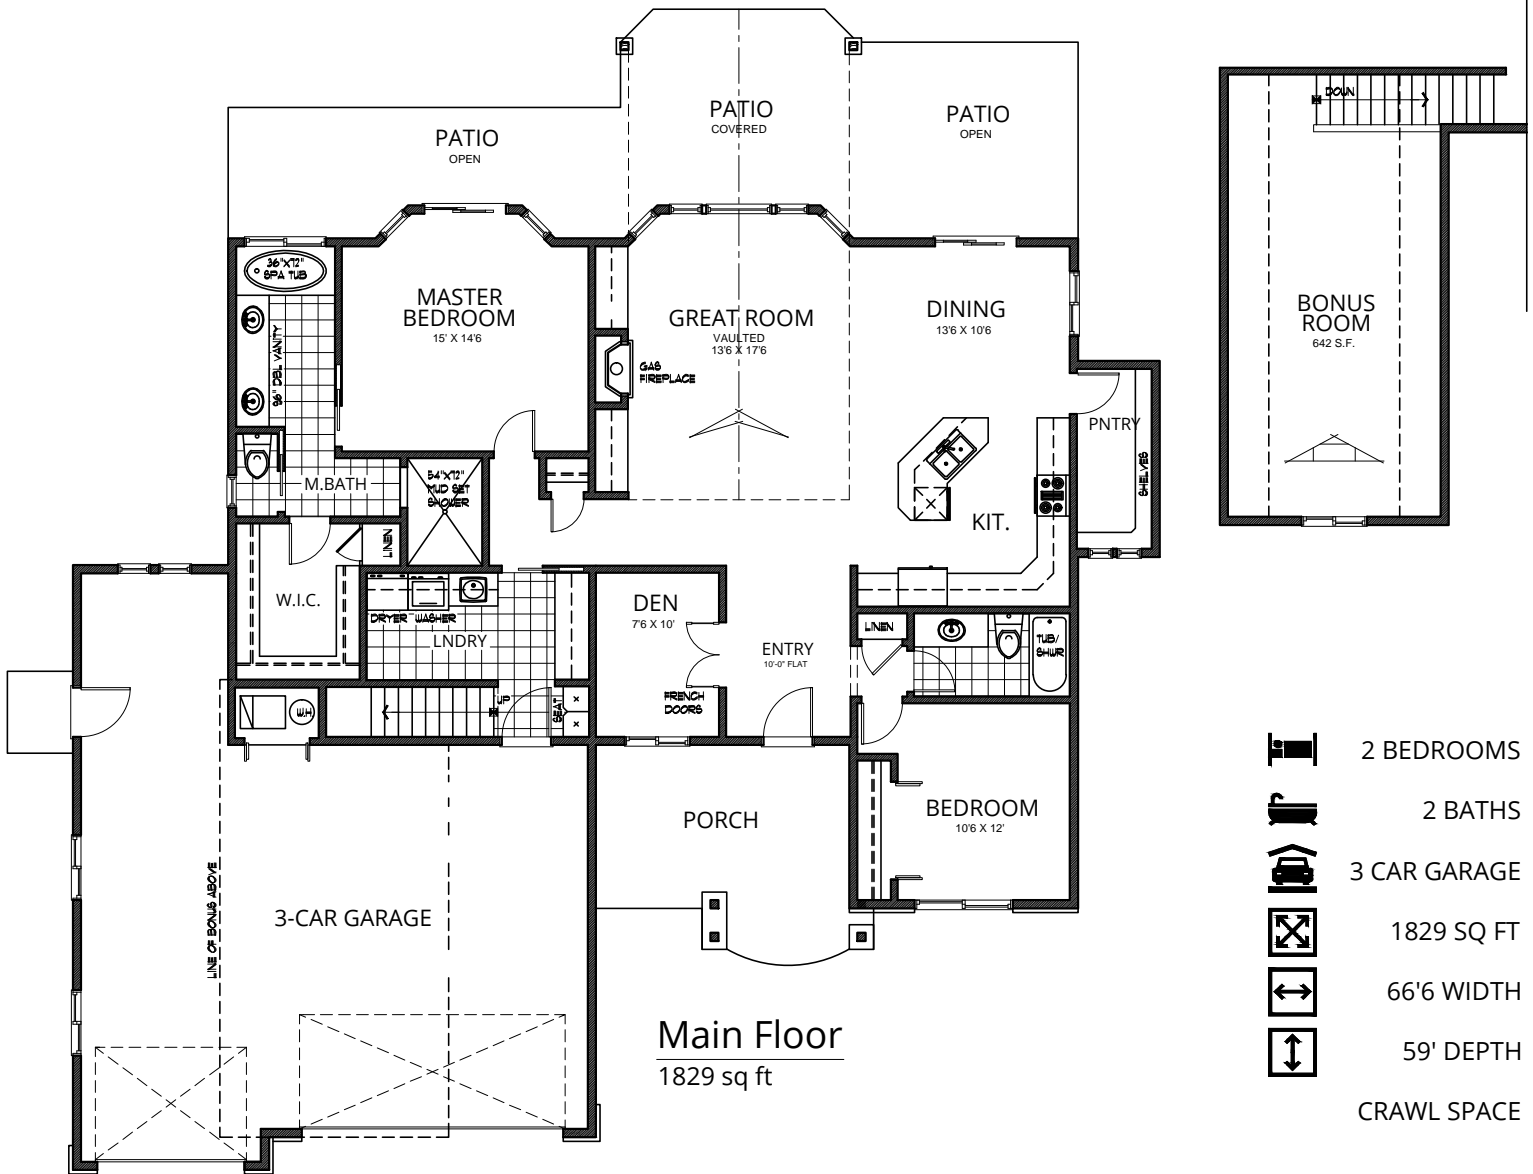 PATIO
OPEN
PATIO
COVERED
PATIO
OPEN
DOWN
36"X72"
SPA TUB
96" DBL VANITY
MASTER
BEDROOM
15' X 14'6
GREAT ROOM
VAULTED
13'6 X 17'6
GAS
FIREPLACE
DINING
13'6 X 10'6
BONUS
ROOM
642 S.F.
PNTRY
SHELVES
M.BATH
54"X72"
MUD SET
SHOWER
KIT.
LINEN
W.I.C.
DRYER WASHER
LNDRY
DEN
7'6 X 10'
FRENCH
DOORS
ENTRY
10'-0" FLAT
LINEN
TUB/
SHWR
W.H
UP
SEAT
PORCH
BEDROOM
10'6 X 12'
LINE OF BONUS ABOVE
3-CAR GARAGE
Main Floor
1829 sq ft
2 BEDROOMS
2 BATHS
3 CAR GARAGE
1829 SQ FT
66'6 WIDTH
59' DEPTH
CRAWL SPACE